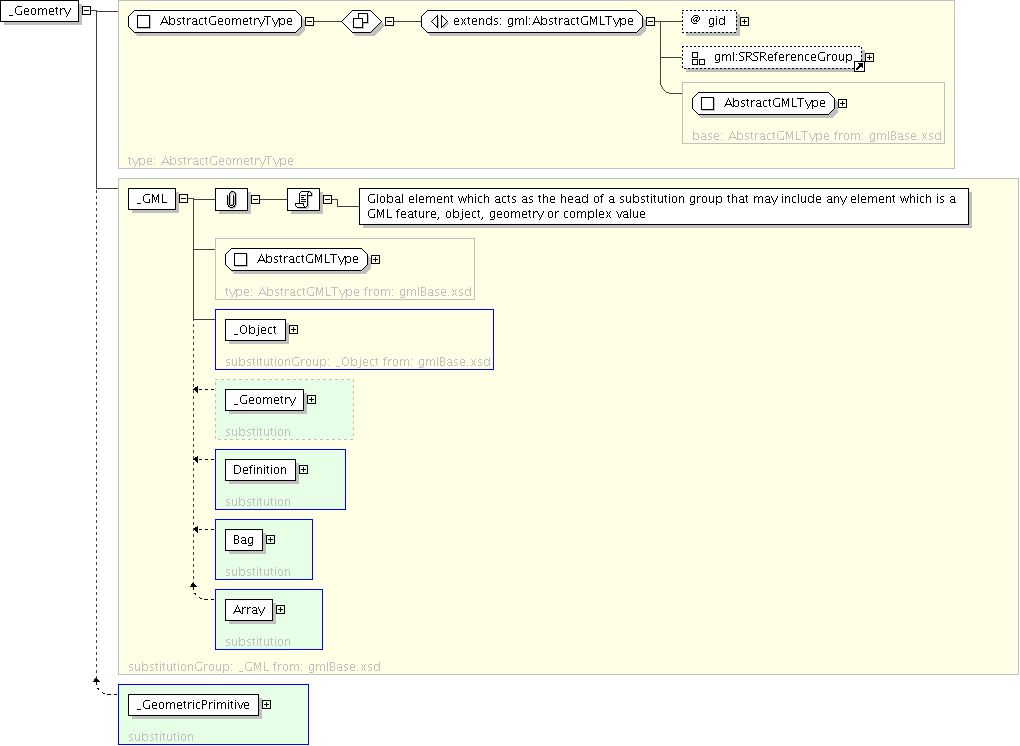 _Geometry
AbstractGeometryType
extends: gml:AbstractGMLType
@ gid
gml:SRSReferenceGroup
AbstractGMLType
base: AbstractGMLType from: gmlBase.xsd
type: AbstractGeometryType
_GML
Global element which acts as the head of a substitution group that may include any element which is a
GML feature, object, geometry or complex value
AbstractGMLType
type: AbstractGMLType from: gmlBase.xsd
_Object
substitutionGroup: _Object from: gmlBase.xsd
_Geometry
substitution
Definition
substitution
Bag
substitution
Array
substitution
substitutionGroup: _GML from: gmlBase.xsd
_GeometricPrimitive
substitution